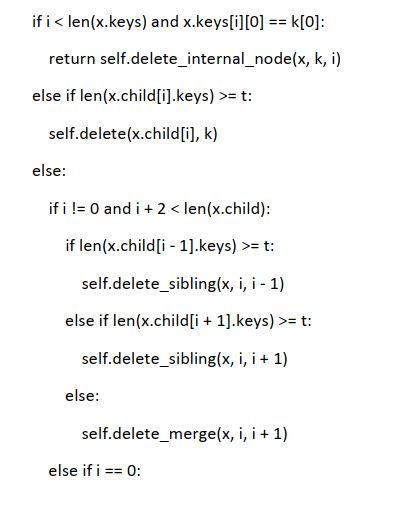 if i < len(x.keys) and x.keys[i][0] == k[0]:
return self.delete_internal_node(x, k, i)
else if len(x.child[i].keys) >= t:
self.delete(x.child[i], k)
else:
if i != 0 and i + 2 < len(x.child):
if len(x.child[i - 1].keys) >= t:
self.delete_sibling(x, i, i - 1)
else if len(x.child[i + 1].keys) >= t:
self.delete_sibling(x, i, i + 1)
else:
self.delete_merge(x, i, i + 1)
else if i == 0: